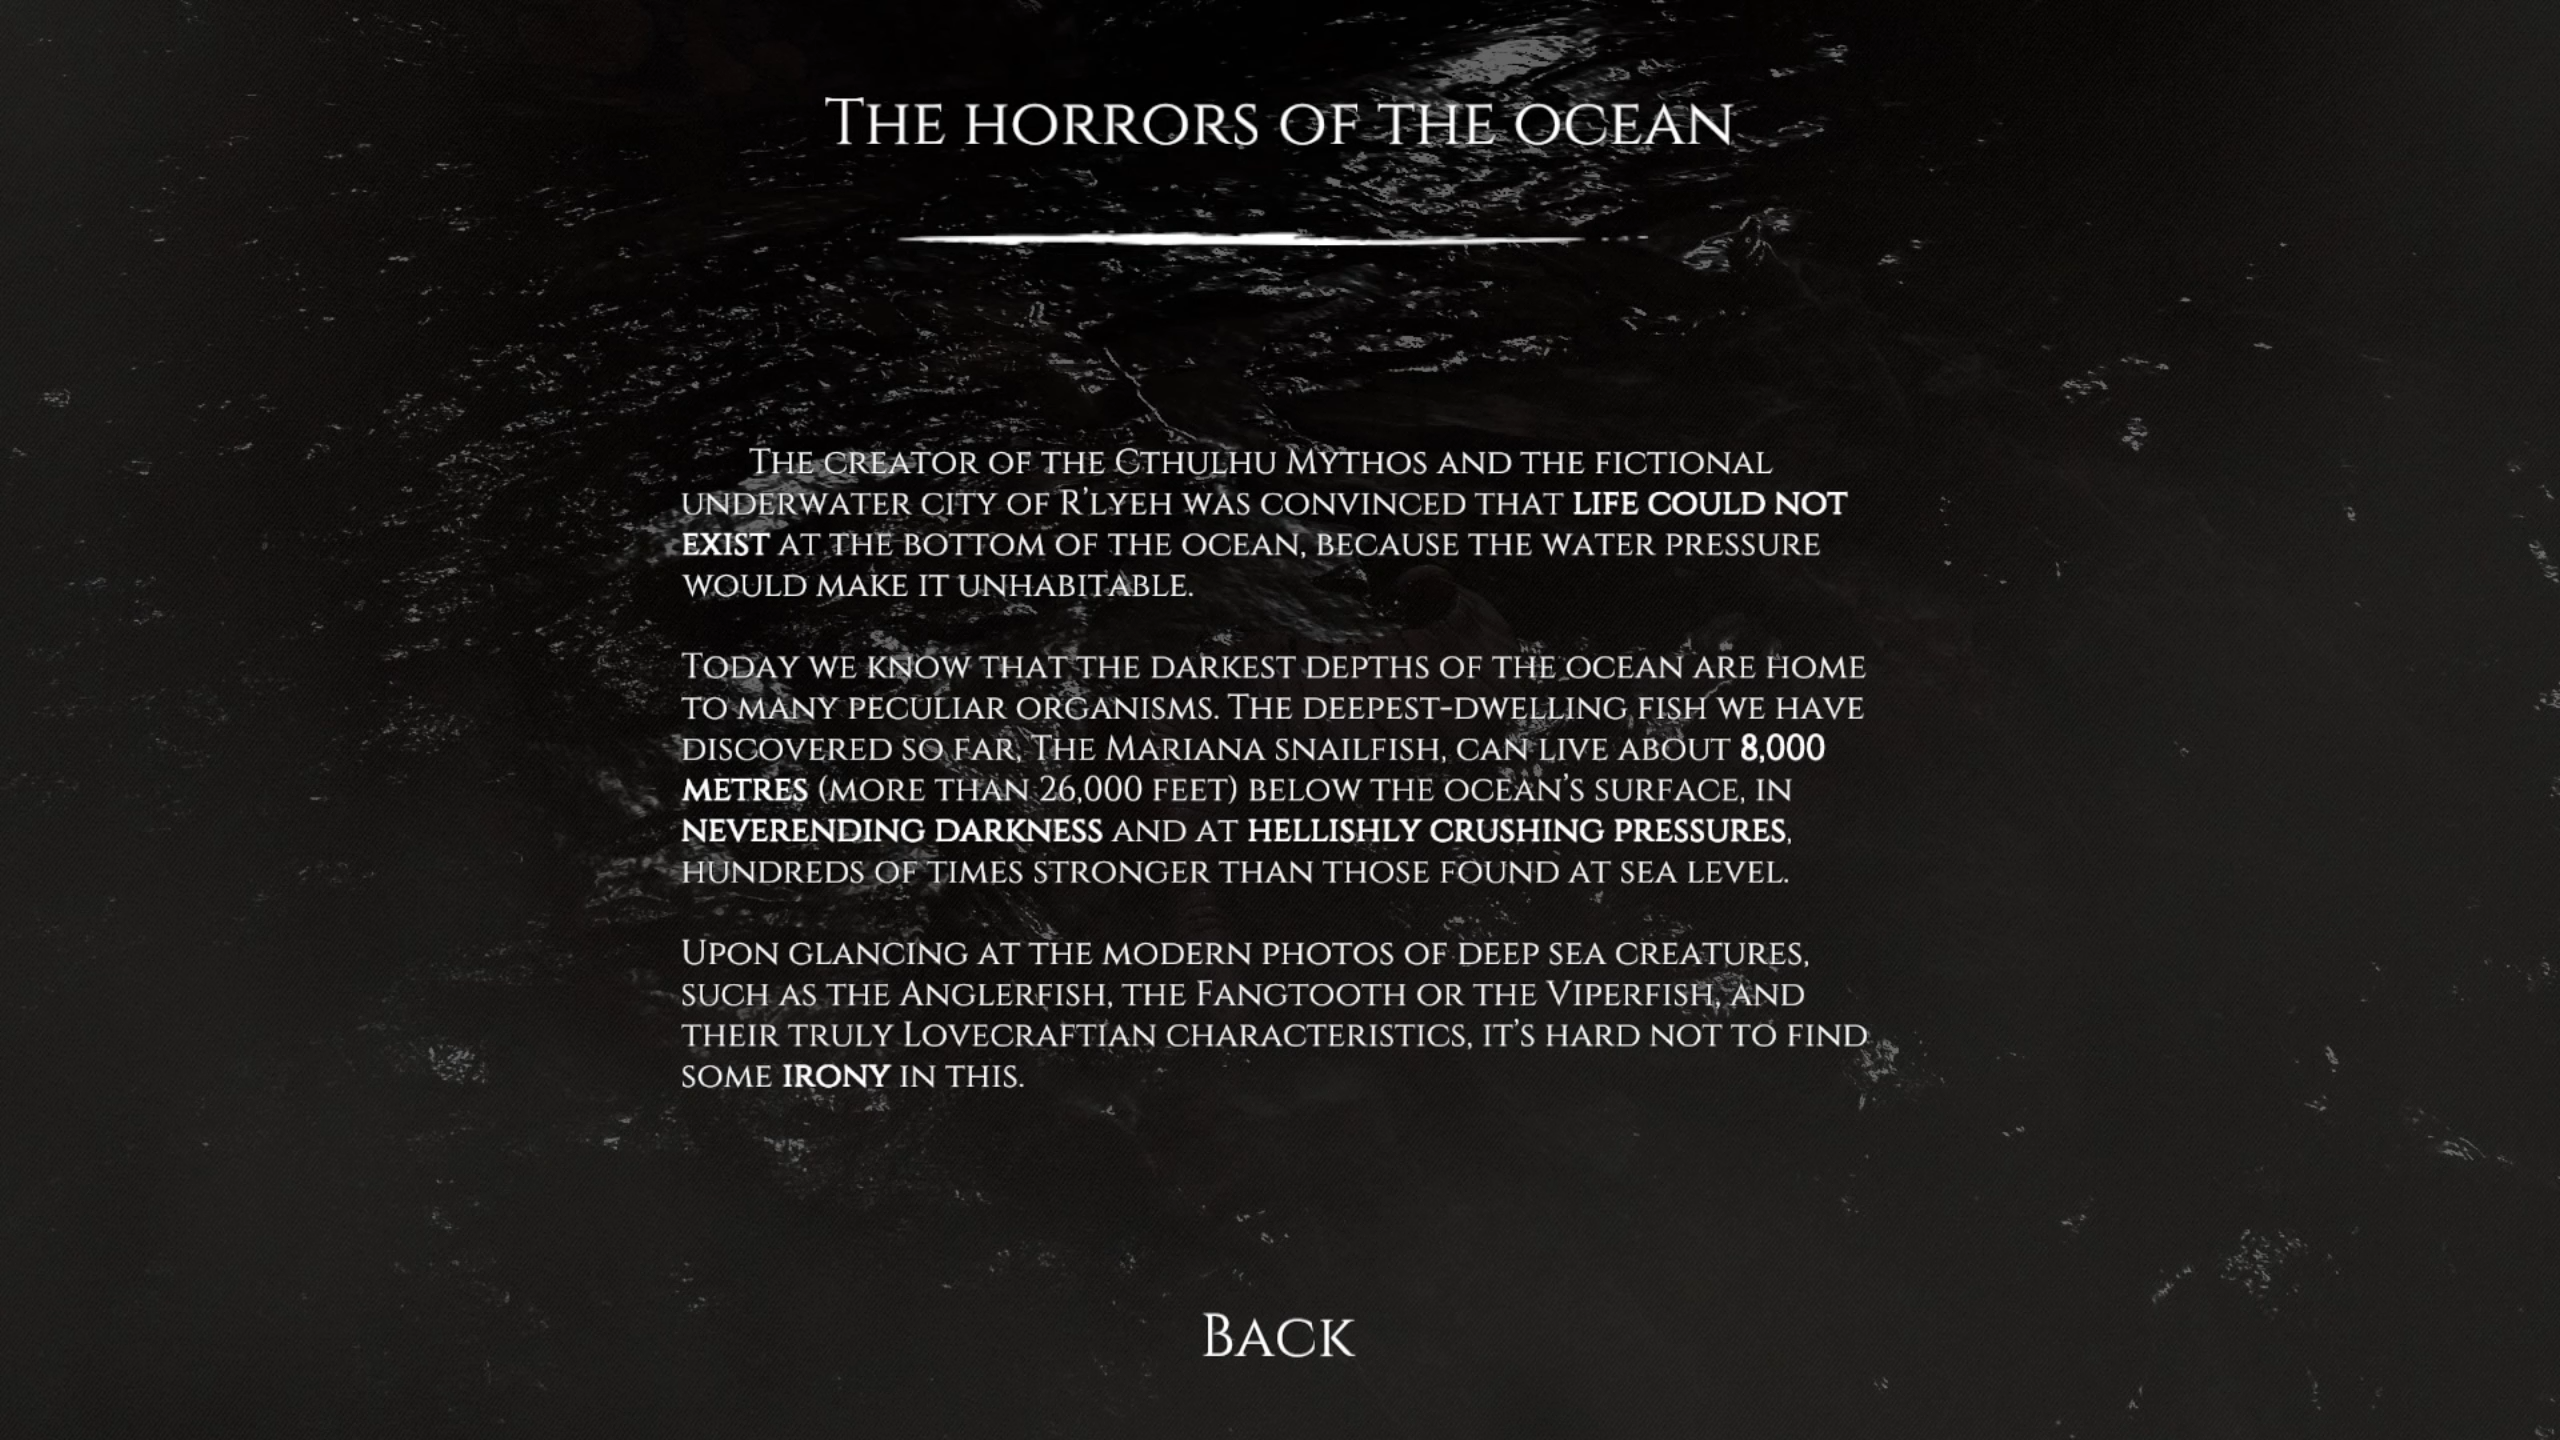 The horrors of the ocean
The creator of the Cthulhu Mythos and the fictional
underwater city of R’lyeh was convinced that life could not
exist at the bottom of the ocean, because the water pressure
would make it unhabitable.
Today we know that the darkest depths of the ocean are home
to many peculiar organisms. The deepest-dwelling fish we have
discovered so far, The Mariana snailfish, can live about 8,000
metres (more than 26,000 feet) below the ocean’s surface, in
neverending darkness and at hellishly crushing pressures,
hundreds of times stronger than those found at sea level.
Upon glancing at the modern photos of deep sea creatures,
such as the Anglerfish, the Fangtooth or the Viperfish, and
their truly Lovecraftian characteristics, it’s hard not to find
some irony in this.
Back